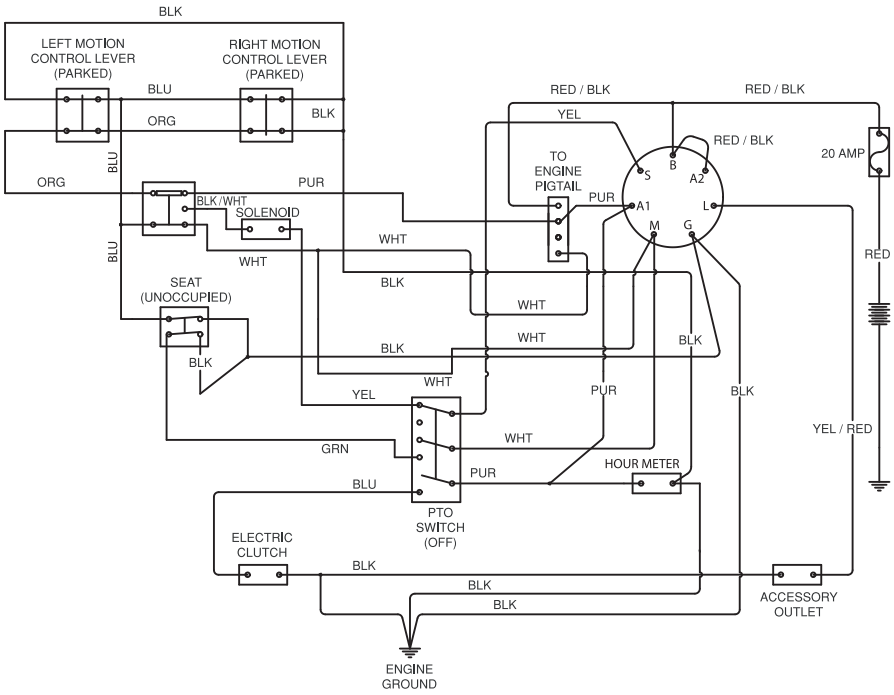 BLK
LEFT MOTION
CONTROL LEVER
(PARKED)
RIGHT MOTION
CONTROL LEVER
(PARKED)
BLU
BLK
ORG
RED / BLK
RED / BLK
YEL
RED / BLK
20 AMP
BLU
TO
ENGINE
PIGTAIL
S
B
A2
ORG
PUR
PUR
BLK/WHT
SOLENOID
A1
L
M
G
WHT
WHT
BLU
RED
SEAT
(UNOCCUPIED)
BLK
WHT
WHT
BLK
BLK
BLK
WHT
PUR
BLK
YEL
YEL / RED
WHT
GRN
HOUR METER
PUR
BLU
PTO
SWITCH
(OFF)
ELECTRIC
CLUTCH
BLK
BLK
BLK
ACCESSORY
OUTLET
ENGINE
GROUND